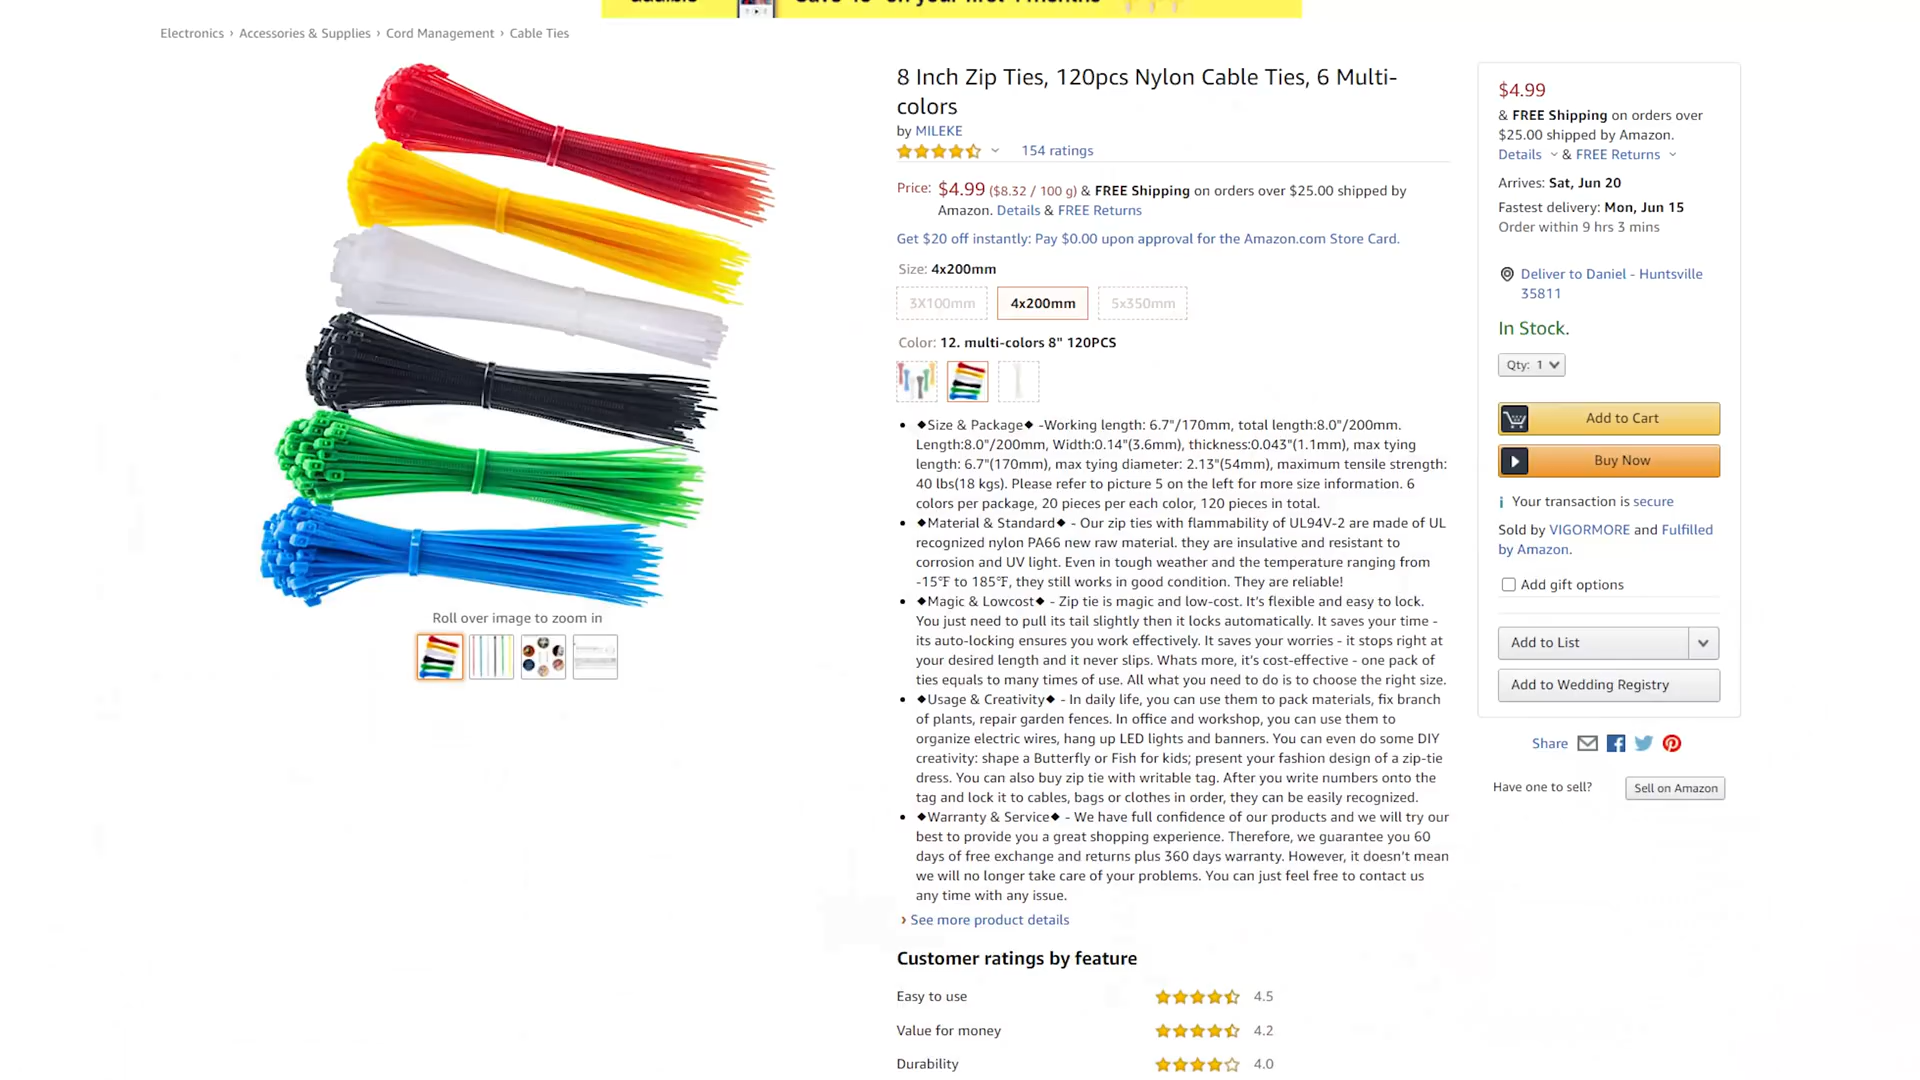 Electronics › Accessories & Supplies › Cord Management › Cable Ties
8 Inch Zip Ties, 120pcs Nylon Cable Ties, 6 Multi-
colors
by MILEKE
154 ratings
Price: $4.99 ($8.32 / 100 g) & FREE Shipping on orders over $25.00 shipped by
Amazon. Details & FREE Returns
Get $20 off instantly: Pay $0.00 upon approval for the Amazon.com Store Card.
Size: 4x200mm
3X100mm 4x200mm 5x350mm
Color: 12. multi-colors 8" 120PCS
• ◆Size & Package◆ -Working length: 6.7"/170mm, total length:8.0"/200mm.
Length:8.0"/200mm, Width:0.14"(3.6mm), thickness:0.043"(1.1mm), max tying
length: 6.7"(170mm), max tying diameter: 2.13"(54mm), maximum tensile strength:
40 lbs(18 kgs). Please refer to picture 5 on the left for more size information. 6
colors per package, 20 pieces per each color, 120 pieces in total.
• ◆Material & Standard◆ - Our zip ties with flammability of UL94V-2 are made of UL
recognized nylon PA66 new raw material. they are insulative and resistant to
corrosion and UV light. Even in tough weather and the temperature ranging from
-15℉ to 185℉, they still works in good condition. They are reliable!
• ◆Magic & Lowcost◆ - Zip tie is magic and low-cost. It's flexible and easy to lock.
You just need to pull its tail slightly then it locks automatically. It saves your time -
its auto-locking ensures you work effectively. It saves your worries - it stops right at
your desired length and it never slips. Whats more, it's cost-effective - one pack of
ties equals to many times of use. All what you need to do is to choose the right size.
• ◆Usage & Creativity◆ - In daily life, you can use them to pack materials, fix branch
of plants, repair garden fences. In office and workshop, you can use them to
organize electric wires, hang up LED lights and banners. You can even do some DIY
creativity: shape a Butterfly or Fish for kids; present your fashion design of a zip-tie
dress. You can also buy zip tie with writable tag. After you write numbers onto the
tag and lock it to cables, bags or clothes in order, they can be easily recognized.
• ◆Warranty & Service◆ - We have full confidence of our products and we will try our
best to provide you a great shopping experience. Therefore, we guarantee you 60
days of free exchange and returns plus 360 days warranty. However, it doesn't mean
we will no longer take care of your problems. You can just feel free to contact us
any time with any issue.
› See more product details
Customer ratings by feature
Easy to use 4.5
Value for money 4.2
Durability 4.0
Roll over image to zoom in
$4.99
& FREE Shipping on orders over
$25.00 shipped by Amazon.
Details & FREE Returns
Arrives: Sat, Jun 20
Fastest delivery: Mon, Jun 15
Order within 9 hrs 3 mins
Deliver to Daniel - Huntsville
35811
In Stock.
Qty: 1
Add to Cart
Buy Now
Your transaction is secure
Sold by VIGORMORE and Fulfilled
by Amazon.
Add gift options
Add to List
Add to Wedding Registry
Share
Have one to sell? Sell on Amazon